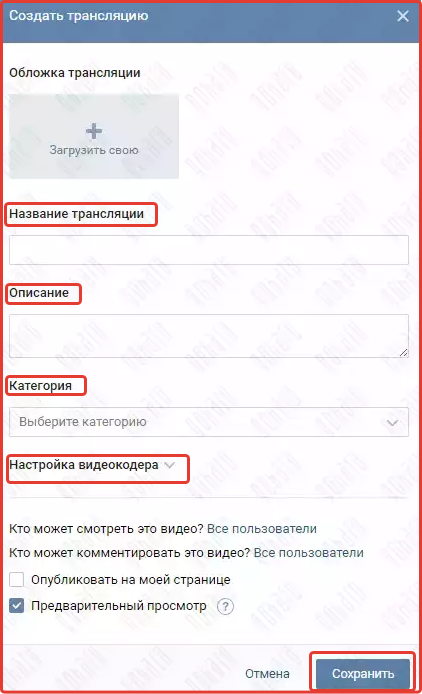 Создать трансляцию
Обложка трансляции
Загрузить свою
Название трансляции
Описание
Категория
Выберите категорию
Настройка видеокодера
Кто может смотреть это видео? Все пользователи
Кто может комментировать это видео? Все пользователи
Опубликовать на моей странице
Предварительный просмотр ?
Отмена Сохранить